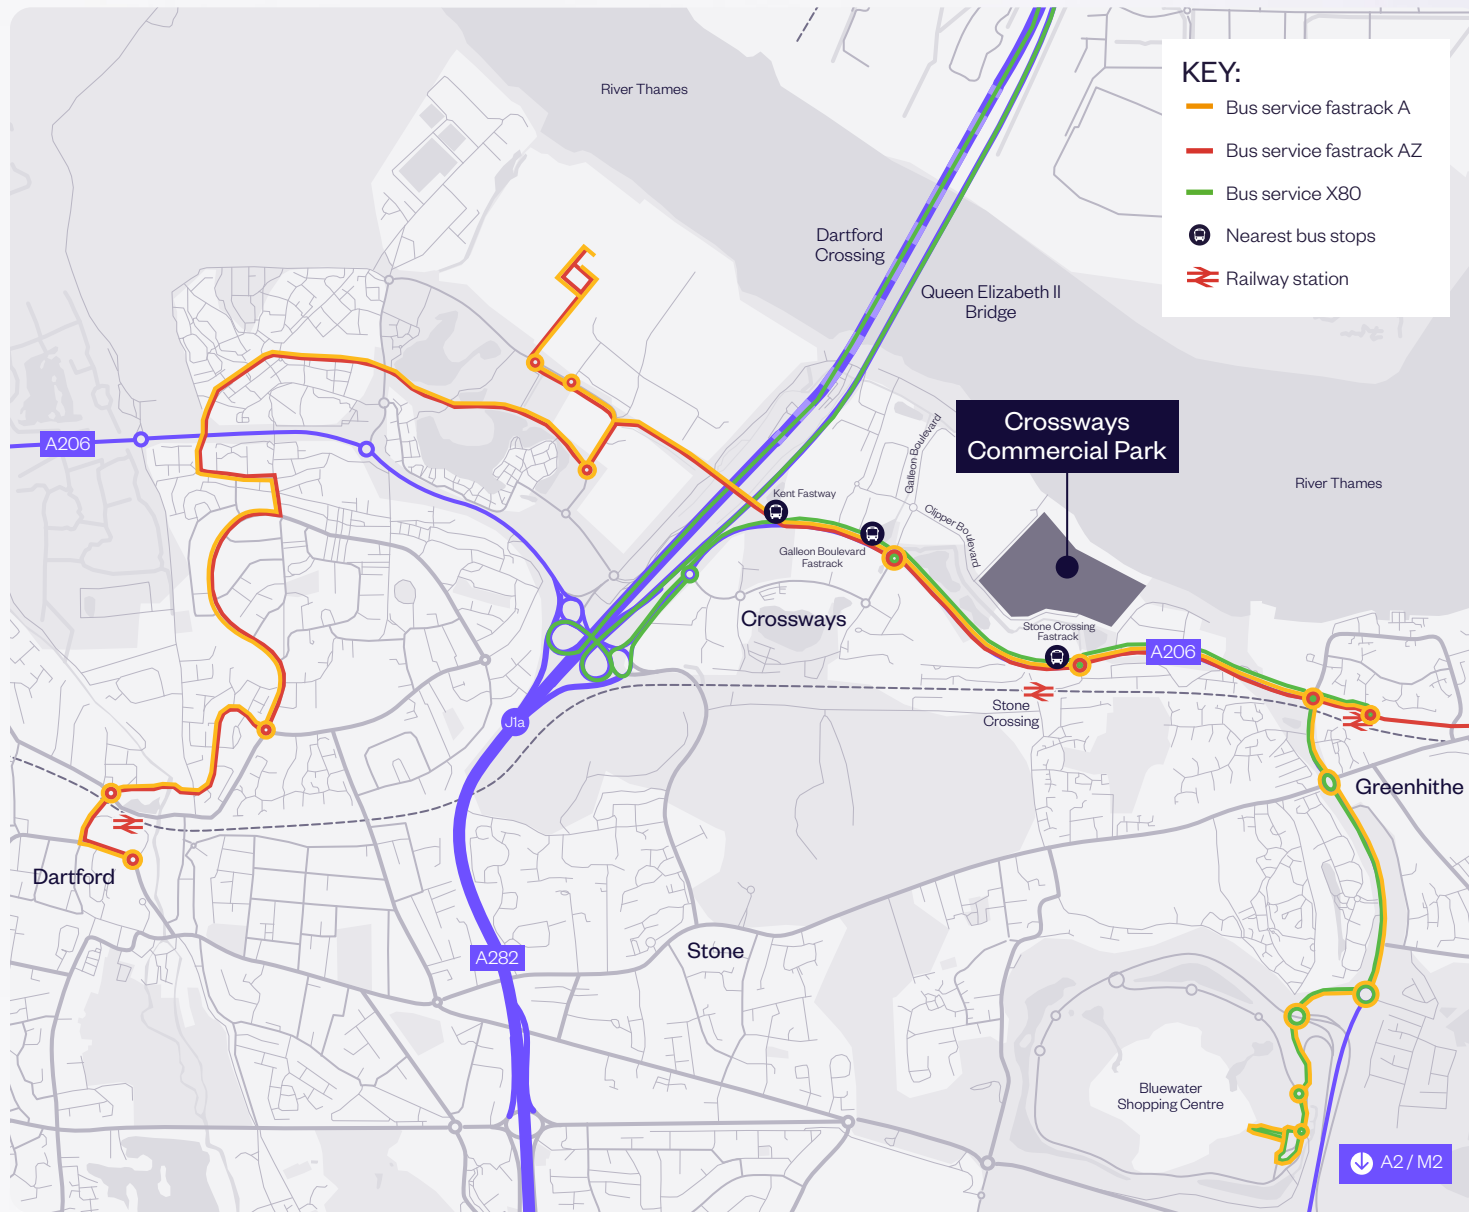 River Thames
KEY:
Bus service fastrack A
Bus service fastrack AZ
Bus service X80
Nearest bus stops
Railway station
Dartford
Crossing
Queen Elizabeth II
Bridge
A206
Crossways
Commercial Park
Galleon Boulevard
River Thames
Kent Fastway
Clipper Boulevard
Galleon Boulevard
Fastrack
Crossways
Stone Crossing
Fastrack
A206
Stone
Crossing
J1a
Greenhithe
Dartford
Stone
A282
Bluewater
Shopping Centre
A2 / M2